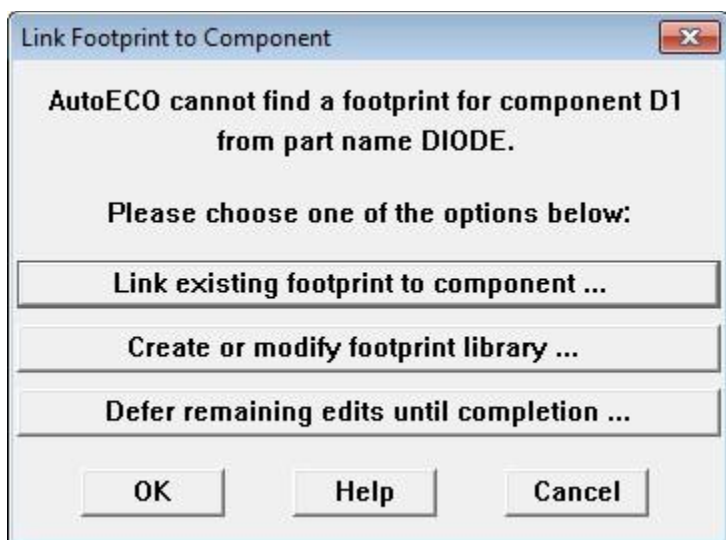 Link Footprint to Component
AutoECO cannot find a footprint for component D1
from part name DIODE.
Please choose one of the options below:
Link existing footprint to component ...
Create or modify footprint library ...
Defer remaining edits until completion ...
OK Help Cancel